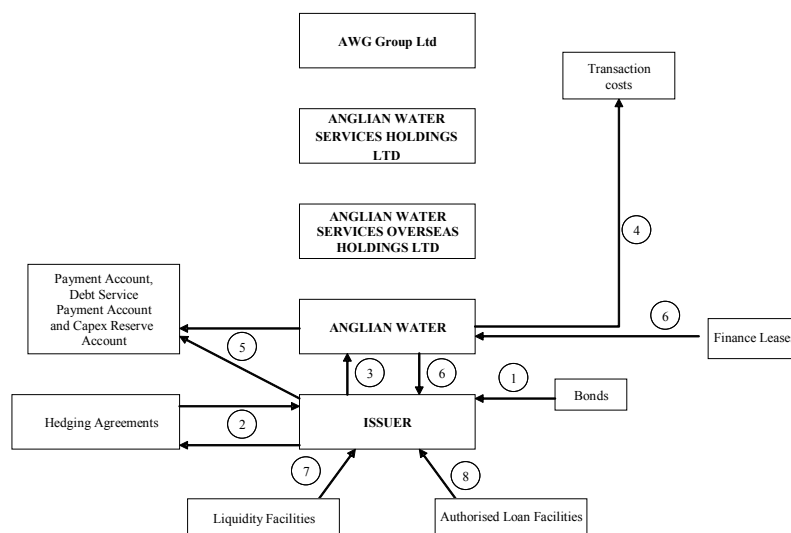 AWG Group Ltd
Transaction
costs
ANGLIAN WATER
SERVICES HOLDINGS
LTD
ANGLIAN WATER
SERVICES OVERSEAS
HOLDINGS LTD
4
Payment Account,
Debt Service
Payment Account
and Capex Reserve
Account
ANGLIAN WATER
6
Finance Lease
5
3
6
1
Bonds
Hedging Agreements
2
ISSUER
7
8
Liquidity Facilities
Authorised Loan Facilities